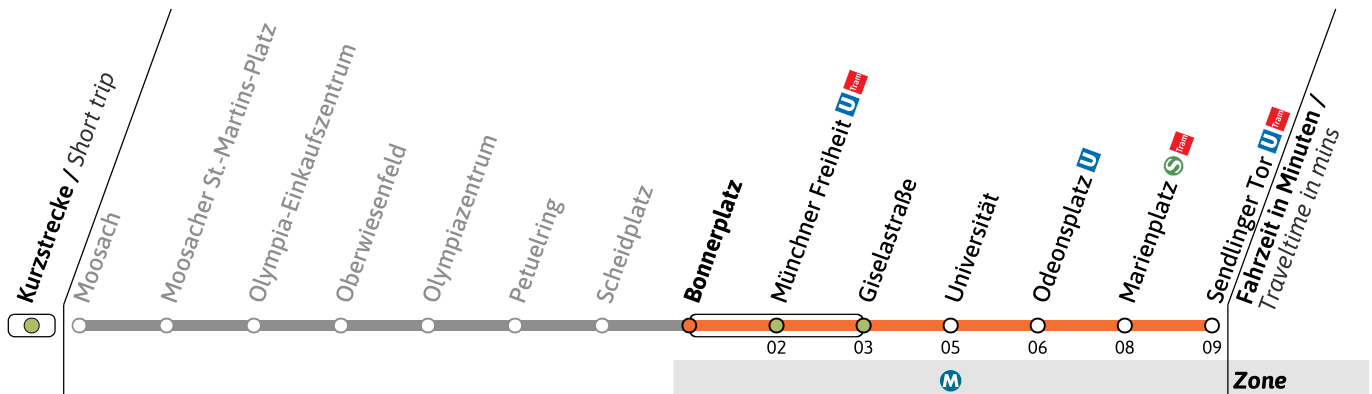 Kurzstrecke / Short trip
Moosach
Moosacher St.-Martins-Platz
Olympia-Einkaufszentrum
Oberwiesenfeld
Olympiazentrum
Petuelring
Scheidplatz
Bonnerplatz
Münchner Freiheit U Tram
Giselastraße
Universität
Odeonsplatz U
Marienplatz S Tram
Sendlinger Tor U Tram
Fahrzeit in Minuten /
Traveltime in mins
02 03 05 06 08 09
M Zone